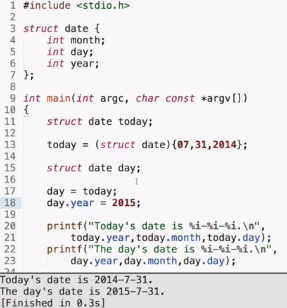 1 #include <stdio.h>
2
3 struct date {
4 int month;
5 int day;
6 int year;
7 };
8
9 int main(int argc, char const *argv[])
10 {
11 struct date today;
12
13 today = (struct date){07,31,2014};
14
15 struct date day;
16
17 day = today;
18 day.year = 2015;
19
20 printf("Today's date is %i-%i-%i.\n",
21 today.year,today.month,today.day);
22 printf("The day's date is %i-%i-%i.\n",
23 day.year,day.month,day.day);
24
Today's date is 2014-7-31.
The day's date is 2015-7-31.
[Finished in 0.3s]